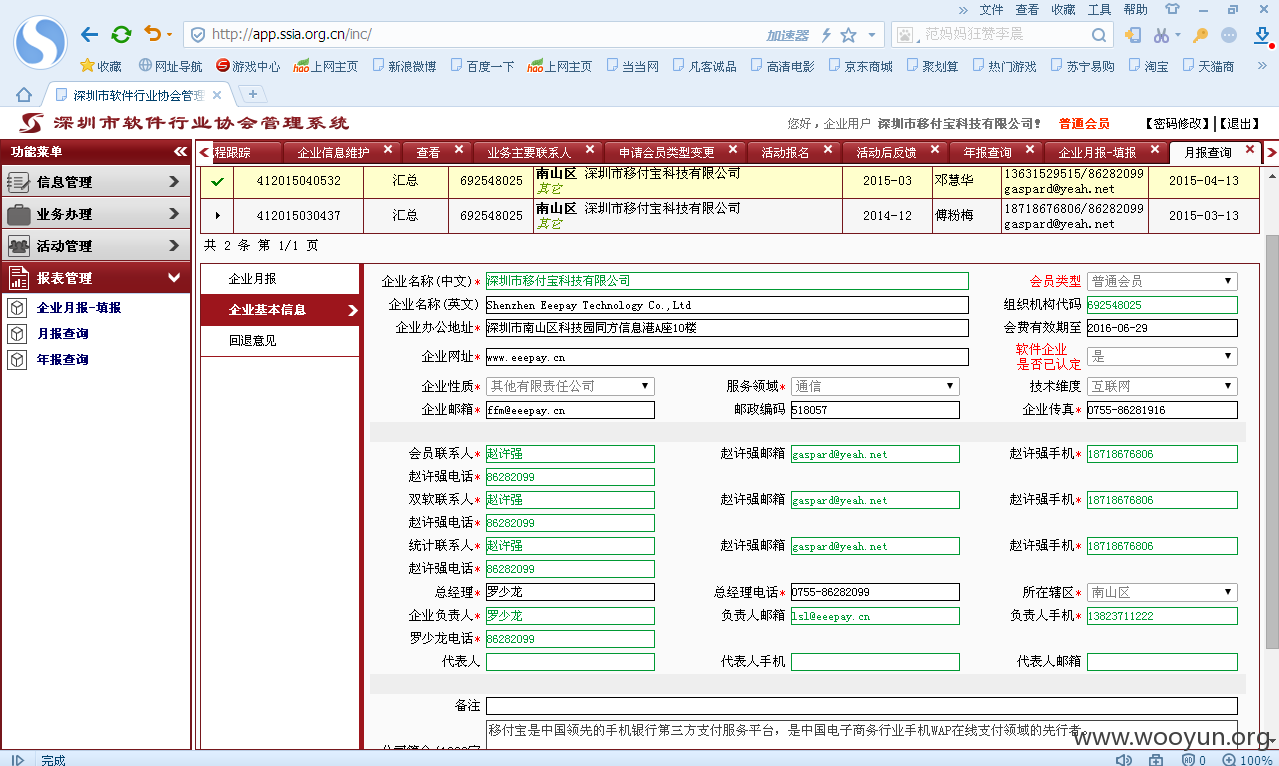 » 文件 查看 收藏 工具 帮助
http://app.ssia.org.cn/inc/ 加速器 范妈妈狂赞李晨
收藏 网址导航 游戏中心 hao上网主页 新浪微博 百度一下 hao上网主页 当当网 凡客诚品 高清电影 京东商城 聚划算 热门游戏 苏宁易购 淘宝 天猫商 »
深圳市软件行业协会管理
深圳市软件行业协会管理系统 您好,企业用户 深圳市移付宝科技有限公司! 普通会员 【密码修改】|【退出】
功能菜单 程跟踪 企业信息维护 查看 业务主要联系人 申请会员类型变更 活动报名 活动后反馈 年报查询 企业月报-填报 月报查询
信息管理
业务办理
活动管理
报表管理
企业月报-填报
月报查询
年报查询
412015040532 汇总 692548025 南山区 深圳市移付宝科技有限公司 其它 2015-03 邓慧华 13631529515/86282099 gaspard@yeah.net 2015-04-13
412015030437 汇总 692548025 南山区 深圳市移付宝科技有限公司 其它 2014-12 傅粉梅 18718676806/86282099 gaspard@yeah.net 2015-03-13
共 2 条 第 1/1 页
企业月报
企业基本信息
回退意见
企业名称(中文)* 深圳市移付宝科技有限公司 会员类型 普通会员
企业名称(英文) Shenzhen Eeepay Technology Co.,Ltd 组织机构代码 692548025
企业办公地址* 深圳市南山区科技园同方信息港A座10楼 会费有效期至 2016-06-29
企业网址* www.eeepay.cn 软件企业是否已认定 是
企业性质* 其他有限责任公司 服务领域* 通信 技术维度 互联网
企业邮箱* ffm@eeepay.cn 邮政编码 518057 企业传真* 0755-86281916
会员联系人* 赵许强 赵许强邮箱 gaspard@yeah.net 赵许强手机* 18718676806
赵许强电话* 86282099
双软联系人* 赵许强 赵许强邮箱 gaspard@yeah.net 赵许强手机* 18718676806
赵许强电话* 86282099
统计联系人* 赵许强 赵许强邮箱 gaspard@yeah.net 赵许强手机* 18718676806
赵许强电话* 86282099
总经理* 罗少龙 总经理电话* 0755-86282099 所在辖区* 南山区
企业负责人* 罗少龙 负责人邮箱 lsl@eeepay.cn 负责人手机* 13823711222
罗少龙电话* 86282099
代表人 代表人手机 代表人邮箱
备注
移付宝是中国领先的手机银行第三方支付服务平台，是中国电子商务行业手机WAP在线支付领域的先行者。
www.wooyun.org
完成 0 100%